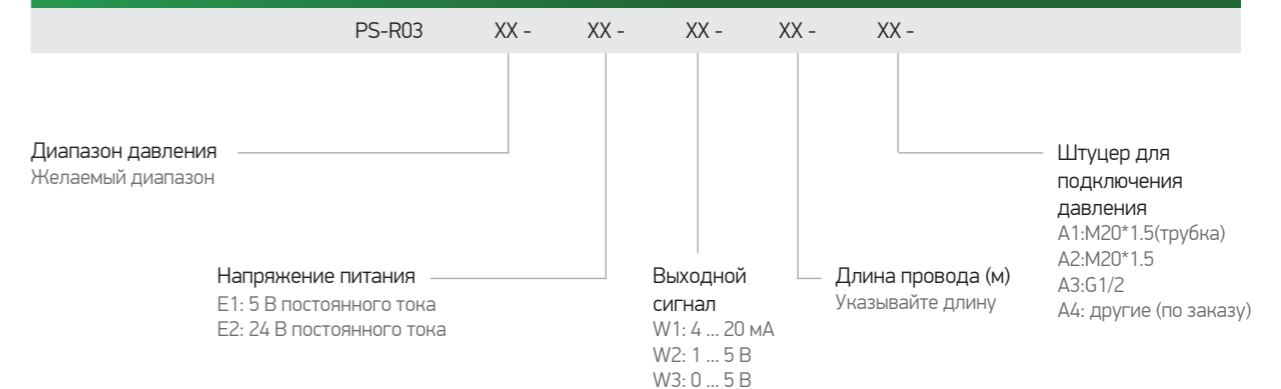 PS-R03 XX - XX - XX - XX - XX -
Диапазон давления
Желаемый диапазон
Напряжение питания
E1: 5 В постоянного тока
E2: 24 В постоянного тока
Выходной
сигнал
W1: 4 ... 20 мА
W2: 1 ... 5 В
W3: 0 ... 5 В
Длина провода (м)
Указывайте длину
Штуцер для
подключения
давления
A1:M20*1.5(трубка)
A2:M20*1.5
A3:G1/2
A4: другие (по заказу)